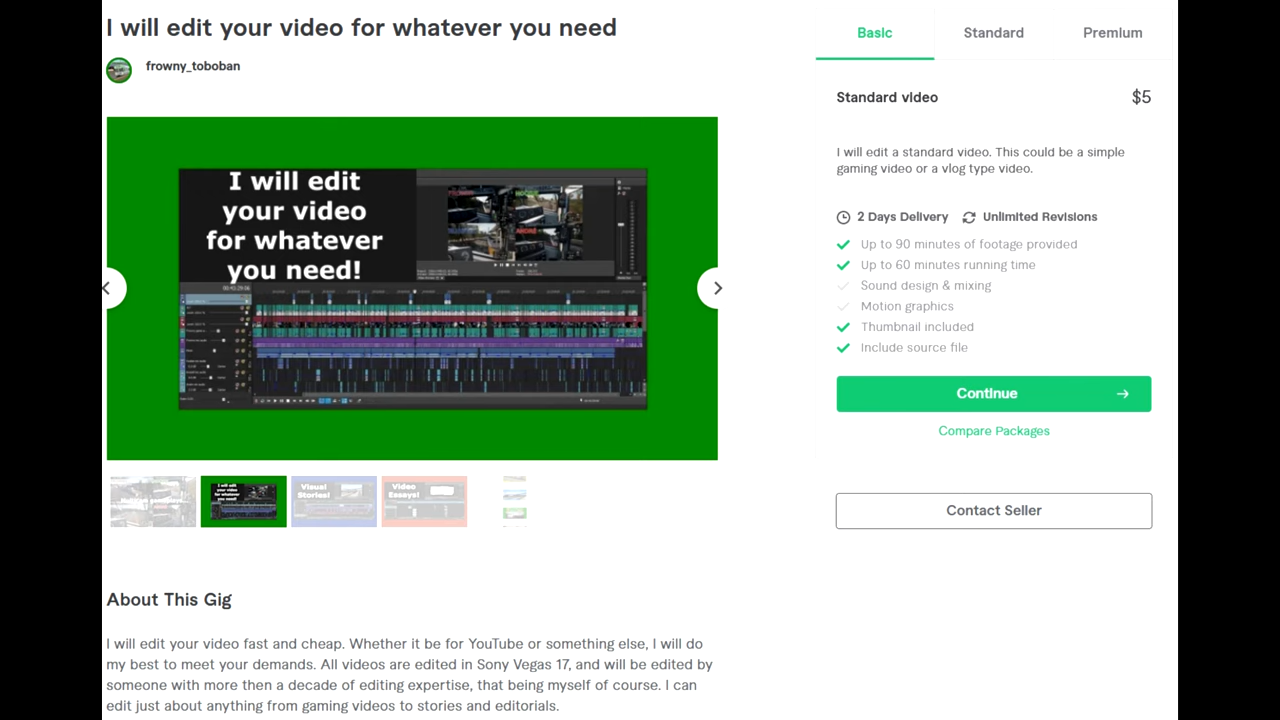 I will edit your video for whatever you need
frowny_toboban
I will edit
your video
for whatever
you need!
Visual
Stories!
Video
Essays!
About This Gig
I will edit your video fast and cheap. Whether it be for YouTube or something else, I will do
my best to meet your demands. All videos are edited in Sony Vegas 17, and will be edited by
someone with more then a decade of editing expertise, that being myself of course. I can
edit just about anything from gaming videos to stories and editorials.
Basic Standard Premium
Standard video $5
I will edit a standard video. This could be a simple
gaming video or a vlog type video.
2 Days Delivery Unlimited Revisions
Up to 90 minutes of footage provided
Up to 60 minutes running time
Sound design & mixing
Motion graphics
Thumbnail included
Include source file
Continue
Compare Packages
Contact Seller